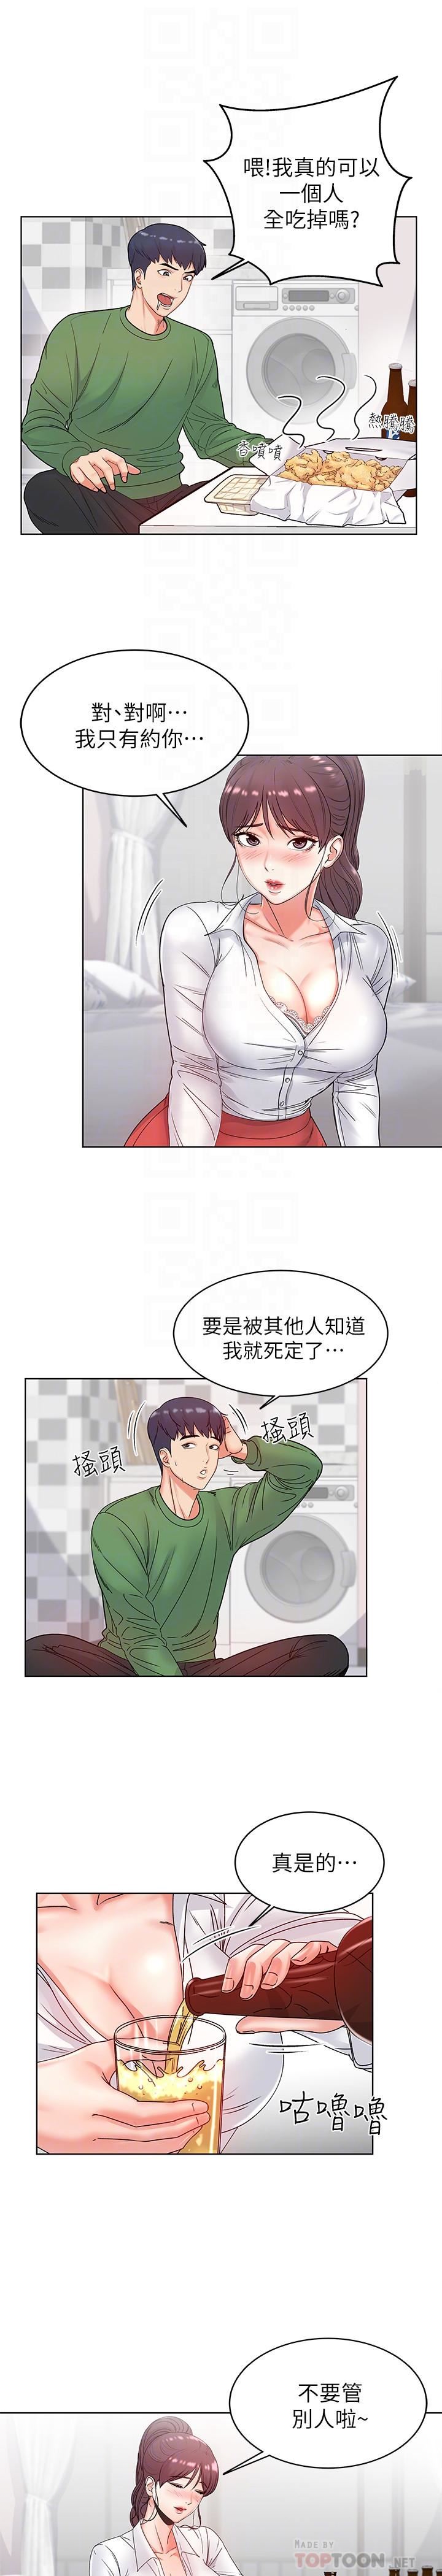 喂!我真的可以
一個人
全吃掉嗎?
熱騰騰
香噴噴
對、對啊⋯
我只有約你⋯
要是被其他人知道
我就死定了⋯
搔頭
搔頭
真是的⋯
咕嚕嚕
不要管
別人啦~
MADE BY
TOPTOON.NET